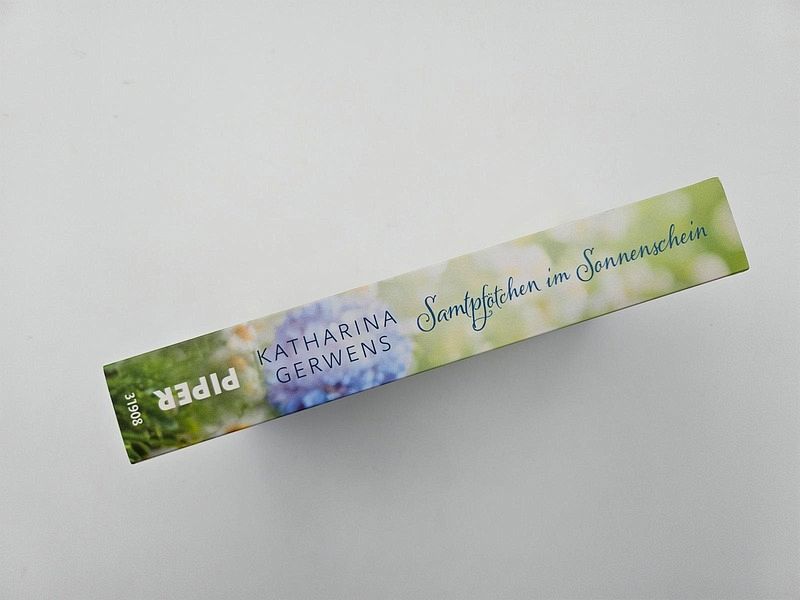 31908
PIPER
KATHARINA
GERWENS
Samtpfötchen im Sonnenschein